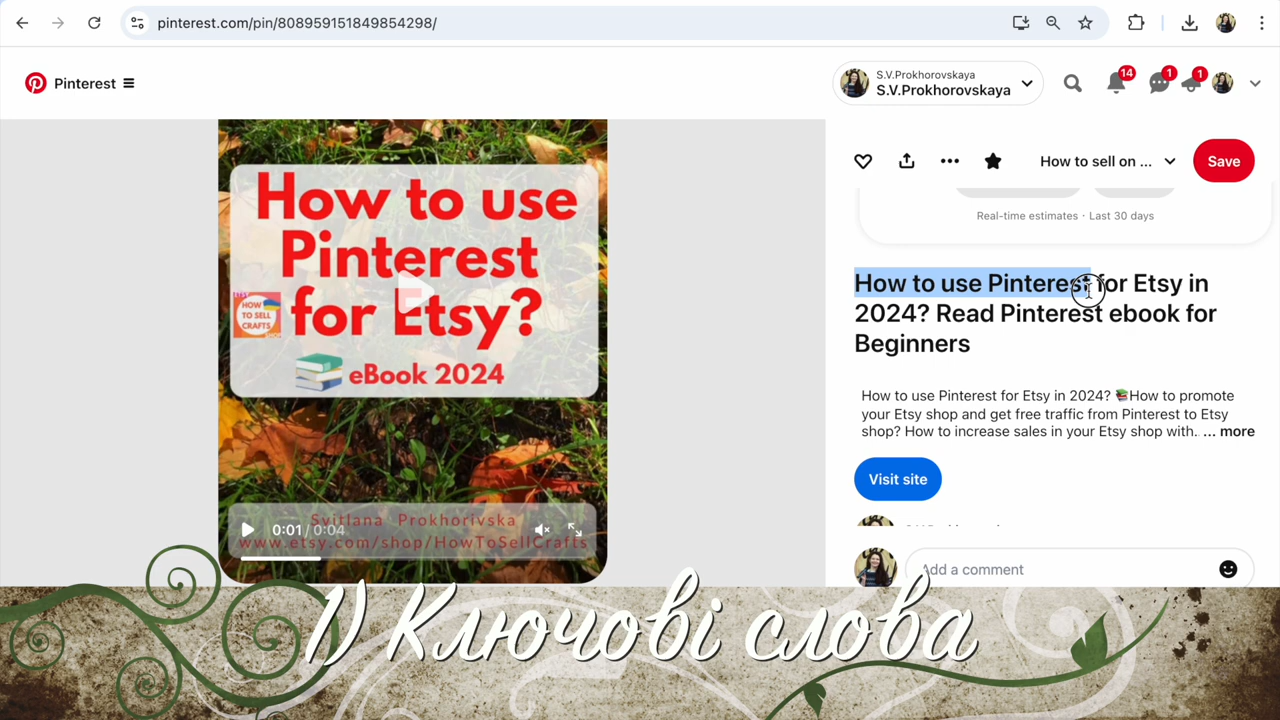 pinterest.com/pin/808959151849854298/
Pinterest
S.V.Prokhorovskaya
S.V.Prokhorovskaya
14
1
1
How to use
Pinterest
for Etsy?
HOW
TO SELL
CRAFTS
eBook 2024
0:01 / 0:04
Svitlana Prokhorivska
www.etsy.com/shop/HowToSellCrafts
How to sell on ...
Save
Real-time estimates · Last 30 days
How to use Pinterest for Etsy in
2024? Read Pinterest ebook for
Beginners
How to use Pinterest for Etsy in 2024? 📚How to promote
your Etsy shop and get free traffic from Pinterest to Etsy
shop? How to increase sales in your Etsy shop with. ... more
Visit site
Add a comment
1) Ключові слова